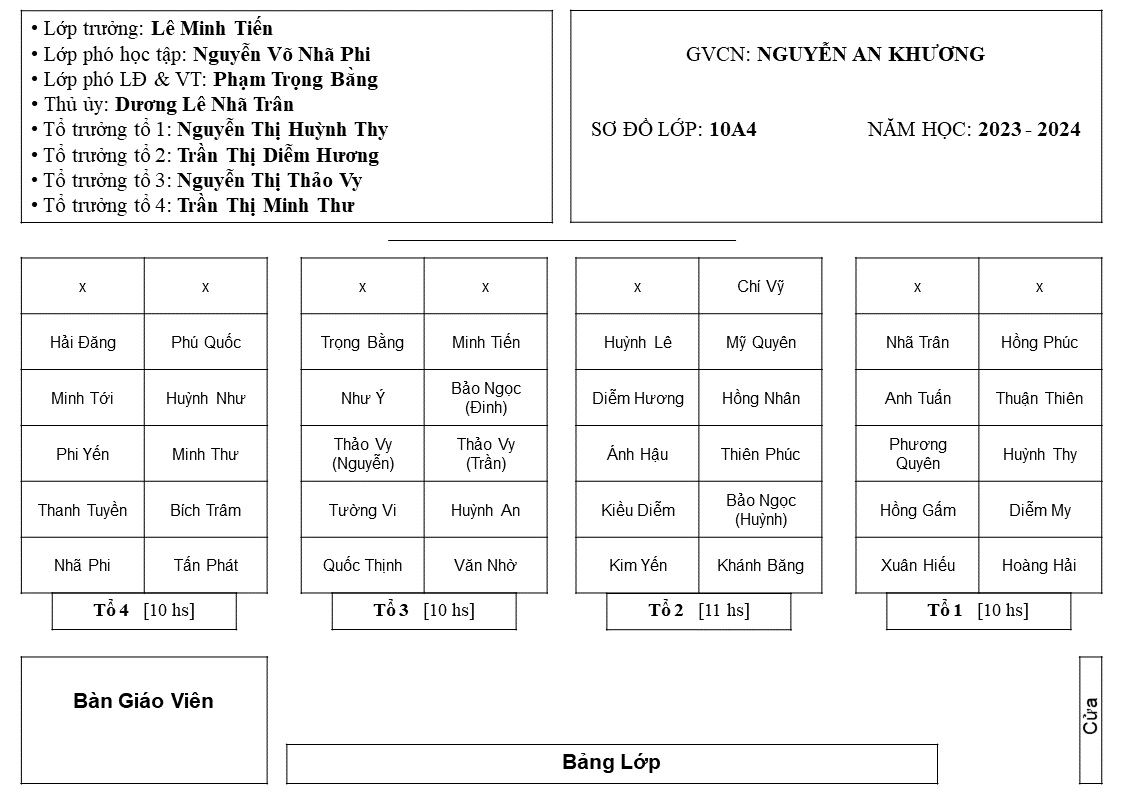 • Lớp trưởng: Lê Minh Tiến
• Lớp phó học tập: Nguyễn Võ Nhã Phi
• Lớp phó LĐ & VT: Phạm Trọng Bằng
• Thủ ủy: Dương Lê Nhã Trân
• Tổ trưởng tổ 1: Nguyễn Thị Huỳnh Thy
• Tổ trưởng tổ 2: Trần Thị Diễm Hương
• Tổ trưởng tổ 3: Nguyễn Thị Thảo Vy
• Tổ trưởng tổ 4: Trần Thị Minh Thư
GVCN: NGUYỄN AN KHƯƠNG
SƠ ĐỒ LỚP: 10A4 NĂM HỌC: 2023 - 2024
x x x Chí Vỹ x x
x x
Hải Đăng Phú Quốc Trọng Bằng Minh Tiến Huỳnh Lê Mỹ Quyên Nhã Trân Hồng Phúc
Minh Tới Huỳnh Như Như Ý Bảo Ngọc (Đinh) Diễm Hương Hồng Nhân Anh Tuấn Thuận Thiên
Phi Yến Minh Thư Thảo Vy (Nguyễn) Thảo Vy (Trần) Ánh Hậu Thiên Phúc Phương Quyên Huỳnh Thy
Thanh Tuyền Bích Trâm Tường Vi Huỳnh An Kiều Diễm Bảo Ngọc (Huỳnh) Hồng Gấm Diễm My
Nhã Phi Tấn Phát Quốc Thịnh Văn Nhờ Kim Yến Khánh Băng Xuân Hiếu Hoàng Hải
Tổ 4 [10 hs] Tổ 3 [10 hs] Tổ 2 [11 hs] Tổ 1 [10 hs]
Bàn Giáo Viên
Bảng Lớp
Cửa